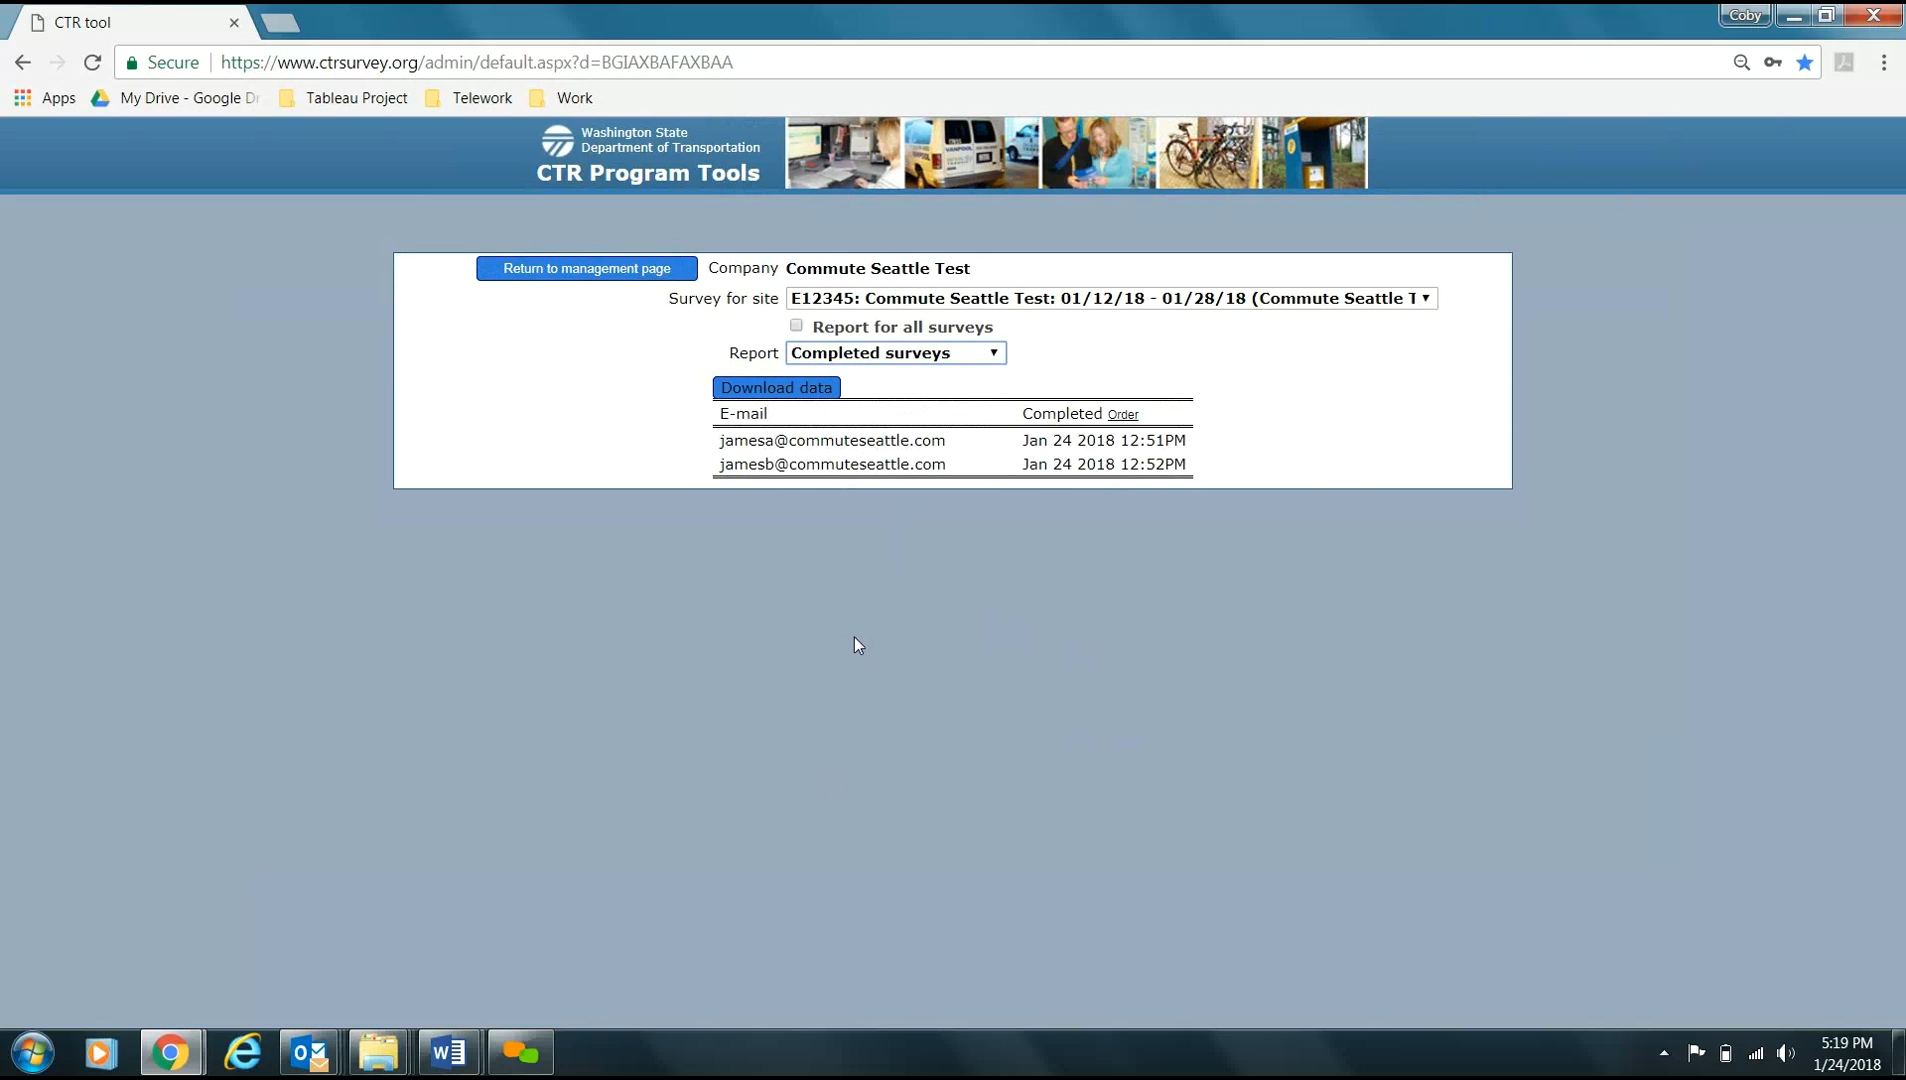 CTR tool
Coby
Secure https://www.ctrsurvey.org/admin/default.aspx?d=BGIAXBAFAXBAA
Apps My Drive - Google Dr Tableau Project Telework Work
Washington State
Department of Transportation
CTR Program Tools
Return to management page Company Commute Seattle Test
Survey for site E12345: Commute Seattle Test: 01/12/18 - 01/28/18 (Commute Seattle T
Report for all surveys
Report Completed surveys
Download data
E-mail Completed Order
jamesa@commuteseattle.com Jan 24 2018 12:51PM
jamesb@commuteseattle.com Jan 24 2018 12:52PM
5:19 PM
1/24/2018